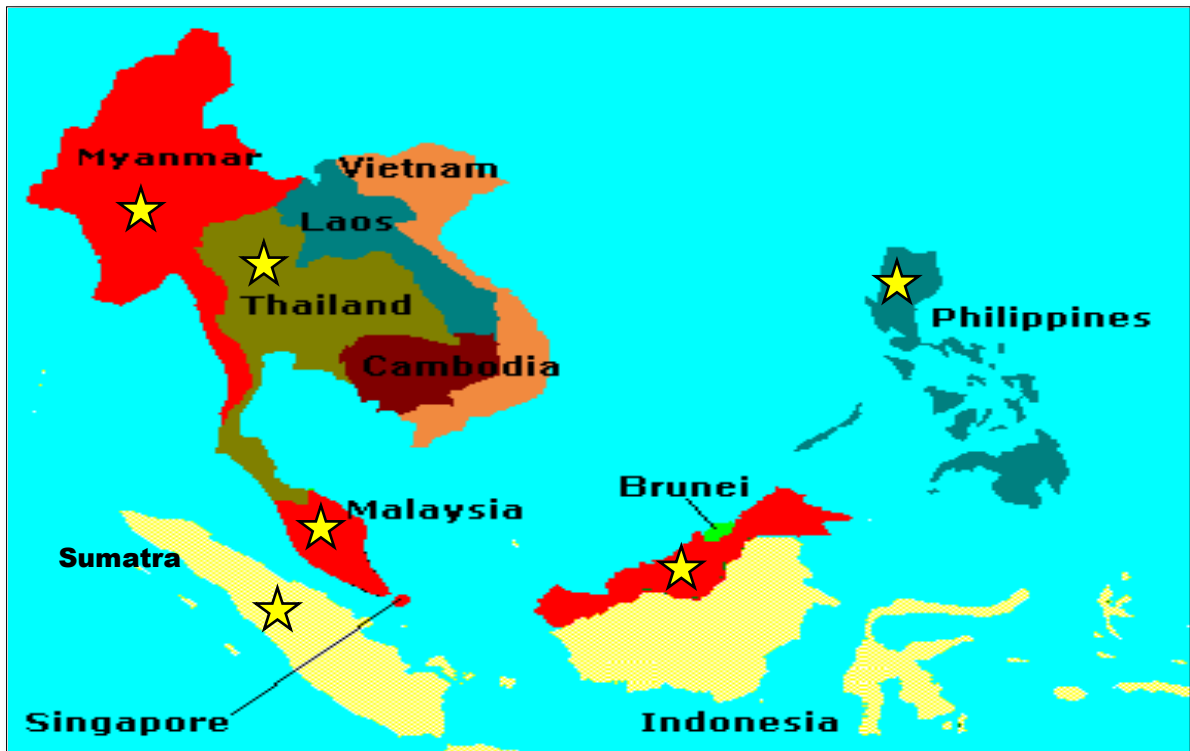 Myanmar
Vietnam
Laos
Thailand
Philippines
Cambodia
Brunei
Malaysia
Sumatra
Singapore
Indonesia